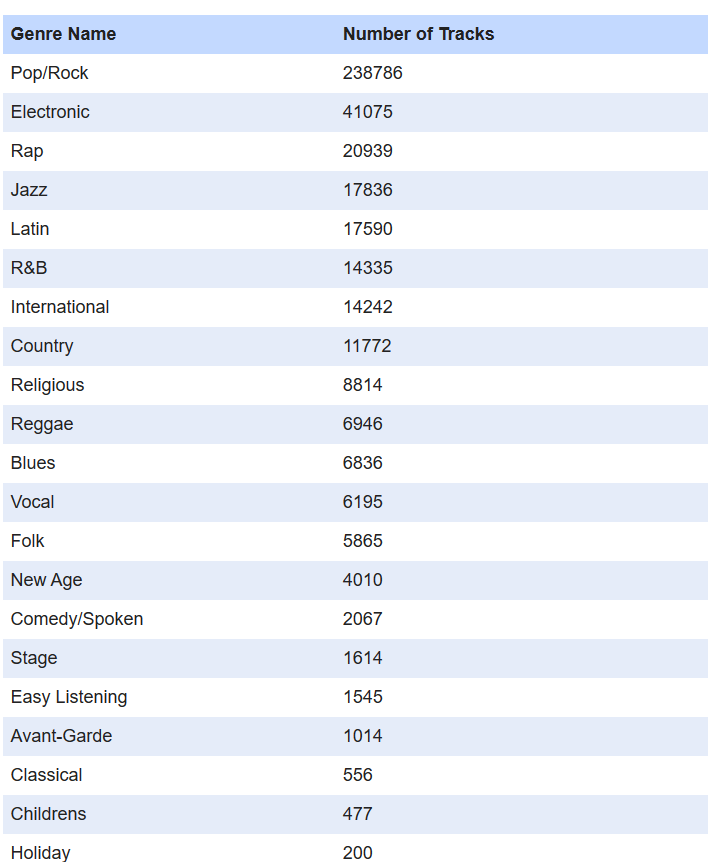 Genre Name Number of Tracks
Pop/Rock 238786
Electronic 41075
Rap 20939
Jazz 17836
Latin 17590
R&B 14335
International 14242
Country 11772
Religious 8814
Reggae 6946
Blues 6836
Vocal 6195
Folk 5865
New Age 4010
Comedy/Spoken 2067
Stage 1614
Easy Listening 1545
Avant-Garde 1014
Classical 556
Childrens 477
Holiday 200